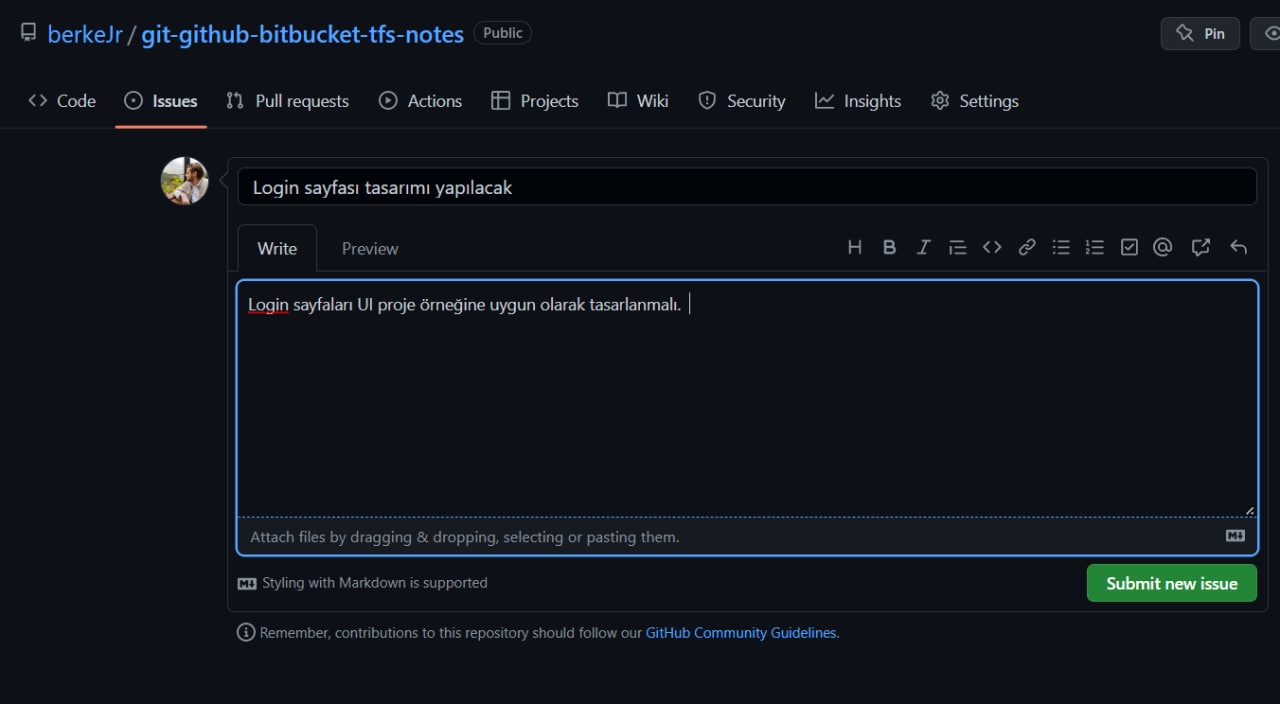 berkeJr / git-github-bitbucket-tfs-notes Public Pin
Code Issues Pull requests Actions Projects Wiki Security Insights Settings
Login sayfası tasarımı yapılacak
Write Preview
Login sayfaları UI proje örneğine uygun olarak tasarlanmalı.
Attach files by dragging & dropping, selecting or pasting them.
Styling with Markdown is supported
Submit new issue
Remember, contributions to this repository should follow our GitHub Community Guidelines.